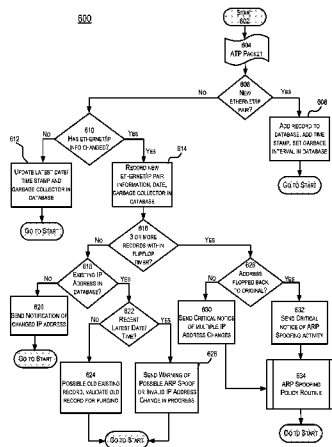 600
START
602
604
ATP PACKET
606
NEW
ETHERNET/IP
PAIR?
No
Yes
608
ADD RECORD TO
DATABASE, ADD TIME
STAMP, SET GARBAGE
INTERVAL IN DATABASE
GO TO START
610
HAS ETHERNET/IP
INFO CHANGED?
No
Yes
612
UPDATE LATEST DATE/
TIME STAMP AND
GARBAGE COLLECTOR IN
DATABASE
GO TO START
614
RECORD NEW
ETHERNET/IP PAIR
INFORMATION, DATE,
GARBAGE COLLECTOR IN
DATABASE
616
3 OR MORE
RECORDS WITHIN
FLIPFLOP
TIMER?
No
Yes
618
EXISTING IP
ADDRESS IN
DATABASE?
No
Yes
620
SEND NOTIFICATION OF
CHANGED IP ADDRESS
GO TO START
622
RECENT
LATEST DATE/
TIME?
No
Yes
624
POSSIBLE OLD EXISTING
RECORD, VALIDATE OLD
RECORD FOR PURGING
626
SEND WARNING OF
POSSIBLE ARP SPOOF
OR INVALID IP ADDRESS
CHANGE IN PROGRESS
GO TO START
628
ADDRESS
FLOPPED BACK
TO ORIGINAL?
No
Yes
630
SEND CRITICAL NOTICE
OF MULTIPLE IP
ADDRESS CHANGES
632
SEND CRITICAL
NOTICE OF ARP
SPOOFING ACTIVITY
634
ARP SPOOFING
POLICY ROUTINE
GO TO START